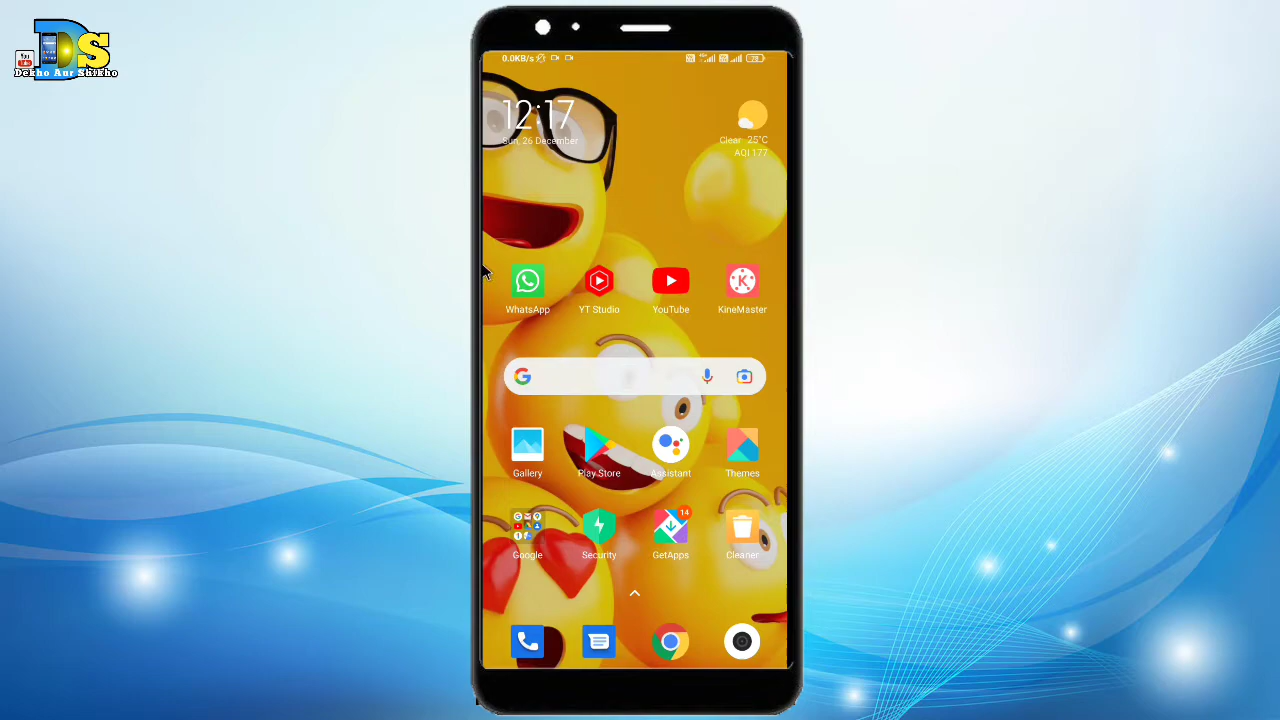 DS
Dekho Aur Shikho
0.0KB/s
12:17
Sun, 26 December
Clear 25°C
AQI 177
WhatsApp
YT Studio
YouTube
KineMaster
Gallery
Play Store
Assistant
Themes
14
Google
Security
GetApps
Cleaner